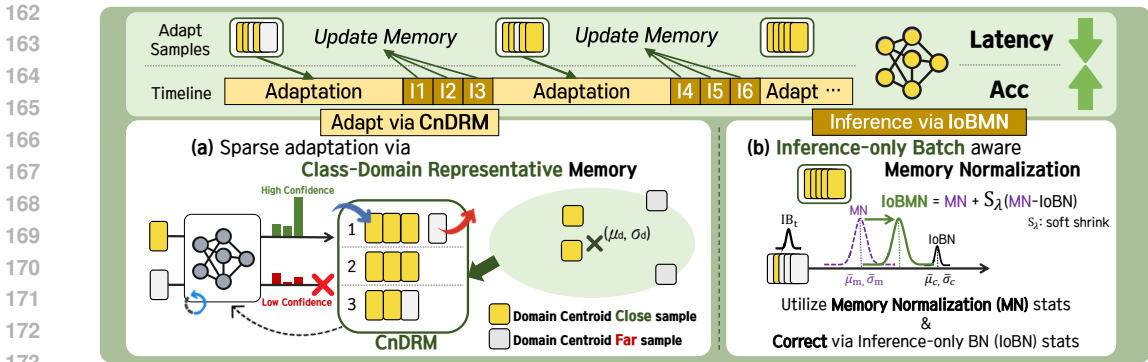 162
163
164
165
166
167
168
169
170
171
172
Adapt
Samples
Update Memory
Update Memory
Latency
Timeline
Adaptation
I1
I2
I3
Adaptation
I4
I5
I6
Adapt ···
Acc
Adapt via CnDRM
Inference via IoBMN
(a) Sparse adaptation via
Class-Domain Representative Memory
High Confidence
Low Confidence
1
2
3
CnDRM
(μd, σd)
Domain Centroid Close sample
Domain Centroid Far sample
(b) Inference-only Batch aware
Memory Normalization
IoBMN = MN + Sλ(MN-IoBN)
Sλ: soft shrink
MN
IBt
IoBN
μ̄m, σ̄m
μ̄c, σ̄c
Utilize Memory Normalization (MN) stats
&
Correct via Inference-only BN (IoBN) stats